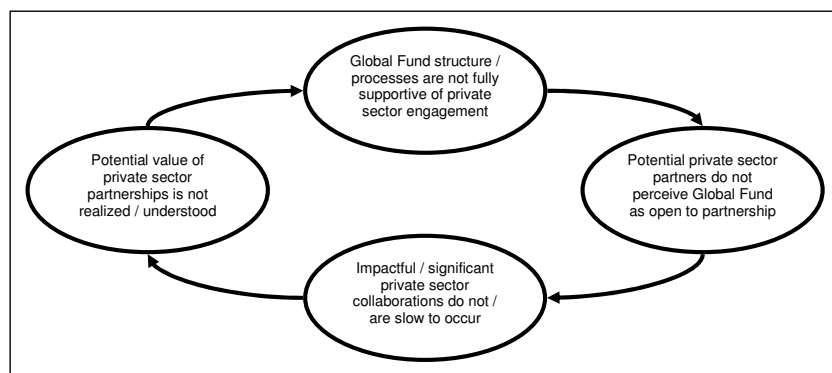 Global Fund structure /
processes are not fully
supportive of private
sector engagement
Potential private sector
partners do not
perceive Global Fund
as open to partnership
Impactful / significant
private sector
collaborations do not /
are slow to occur
Potential value of
private sector
partnerships is not
realized / understood